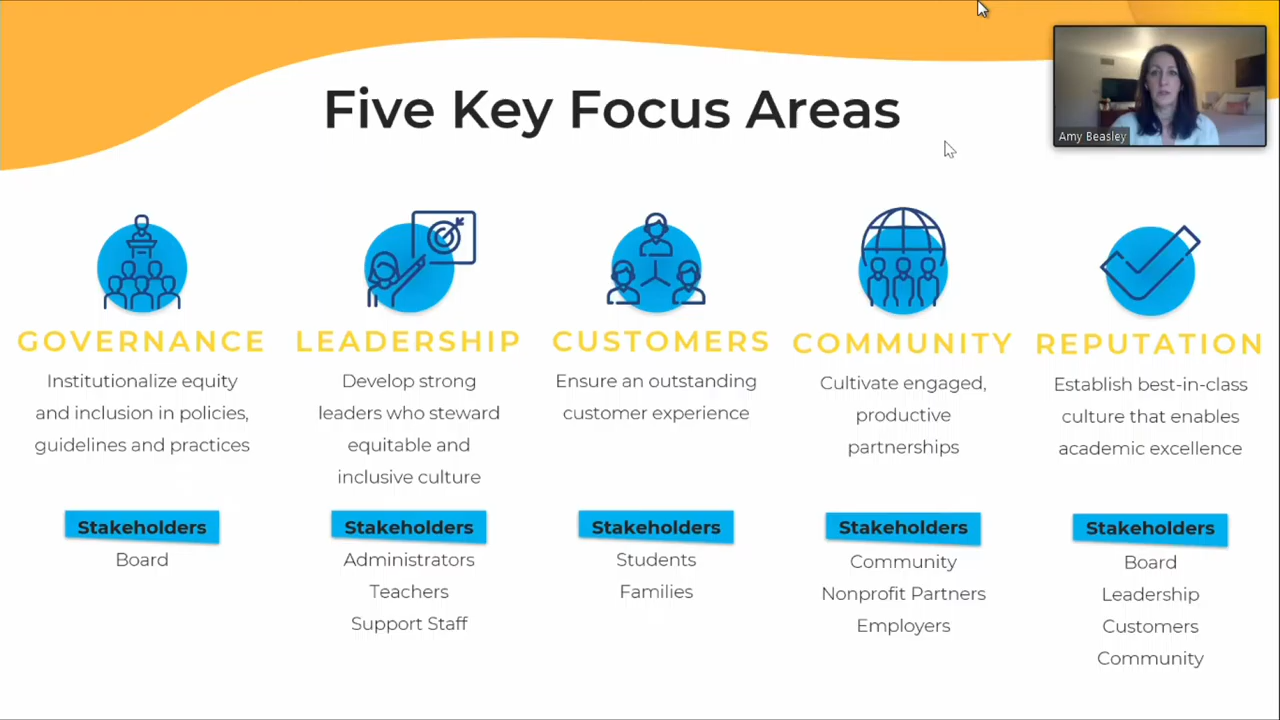 Five Key Focus Areas
Amy Beasley
GOVERNANCE
Institutionalize equity
and inclusion in policies,
guidelines and practices
Stakeholders
Board
LEADERSHIP
Develop strong
leaders who steward
equitable and
inclusive culture
Stakeholders
Administrators
Teachers
Support Staff
CUSTOMERS
Ensure an outstanding
customer experience
Stakeholders
Students
Families
COMMUNITY
Cultivate engaged,
productive
partnerships
Stakeholders
Community
Nonprofit Partners
Employers
REPUTATION
Establish best-in-class
culture that enables
academic excellence
Stakeholders
Board
Leadership
Customers
Community